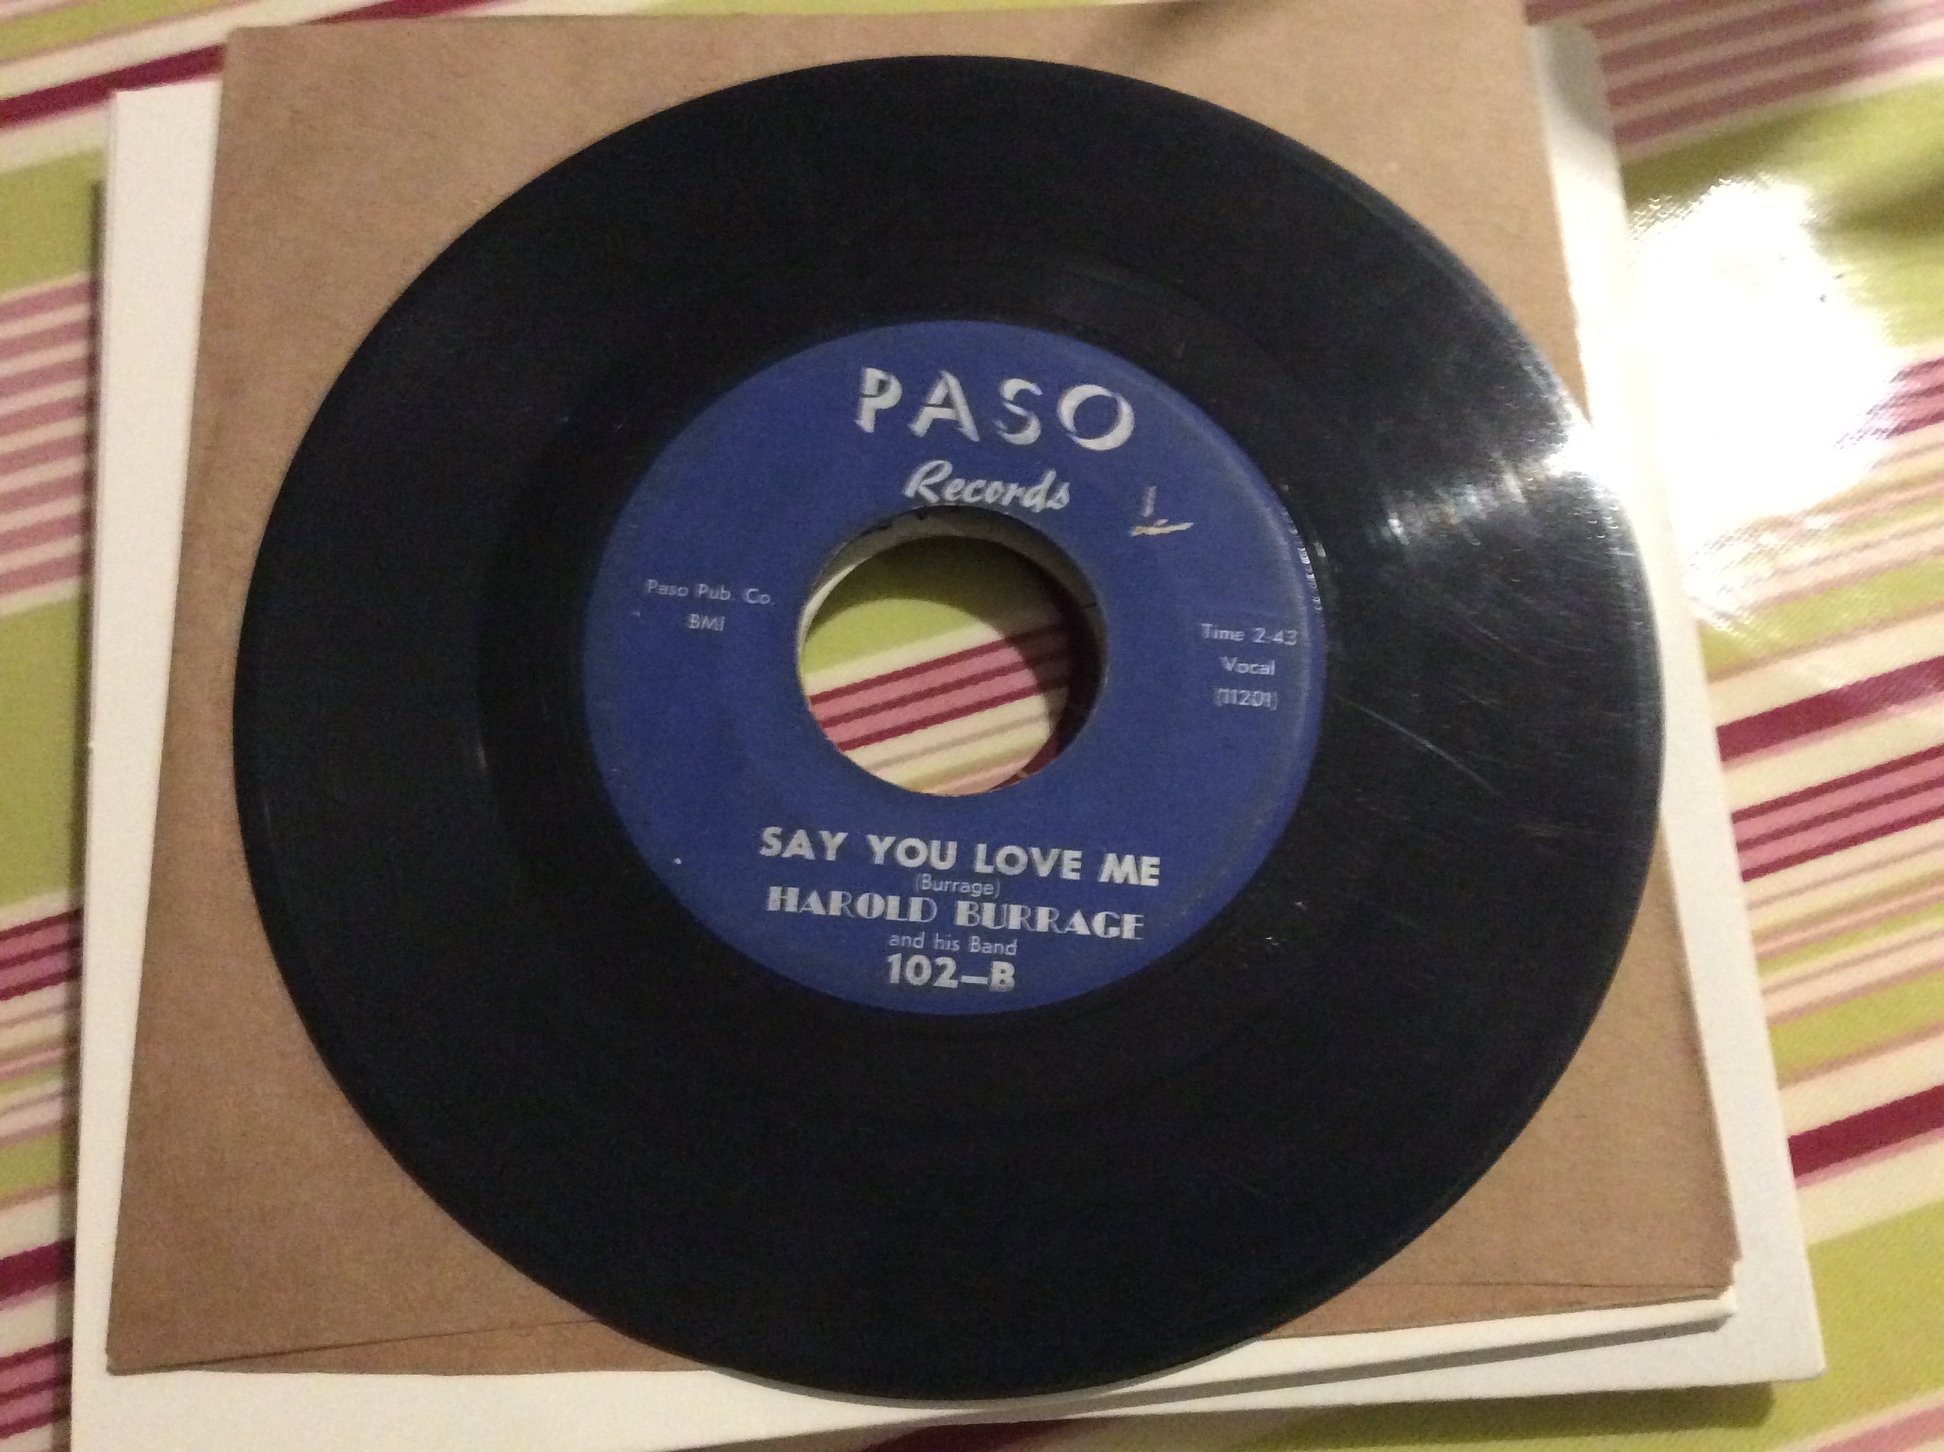 PASO
Records
Paso Pub. Co.
BMI
Time 2:43
Vocal
(11201)
SAY YOU LOVE ME
(Burrage)
HAROLD BURRAGE
and his Band
102—B